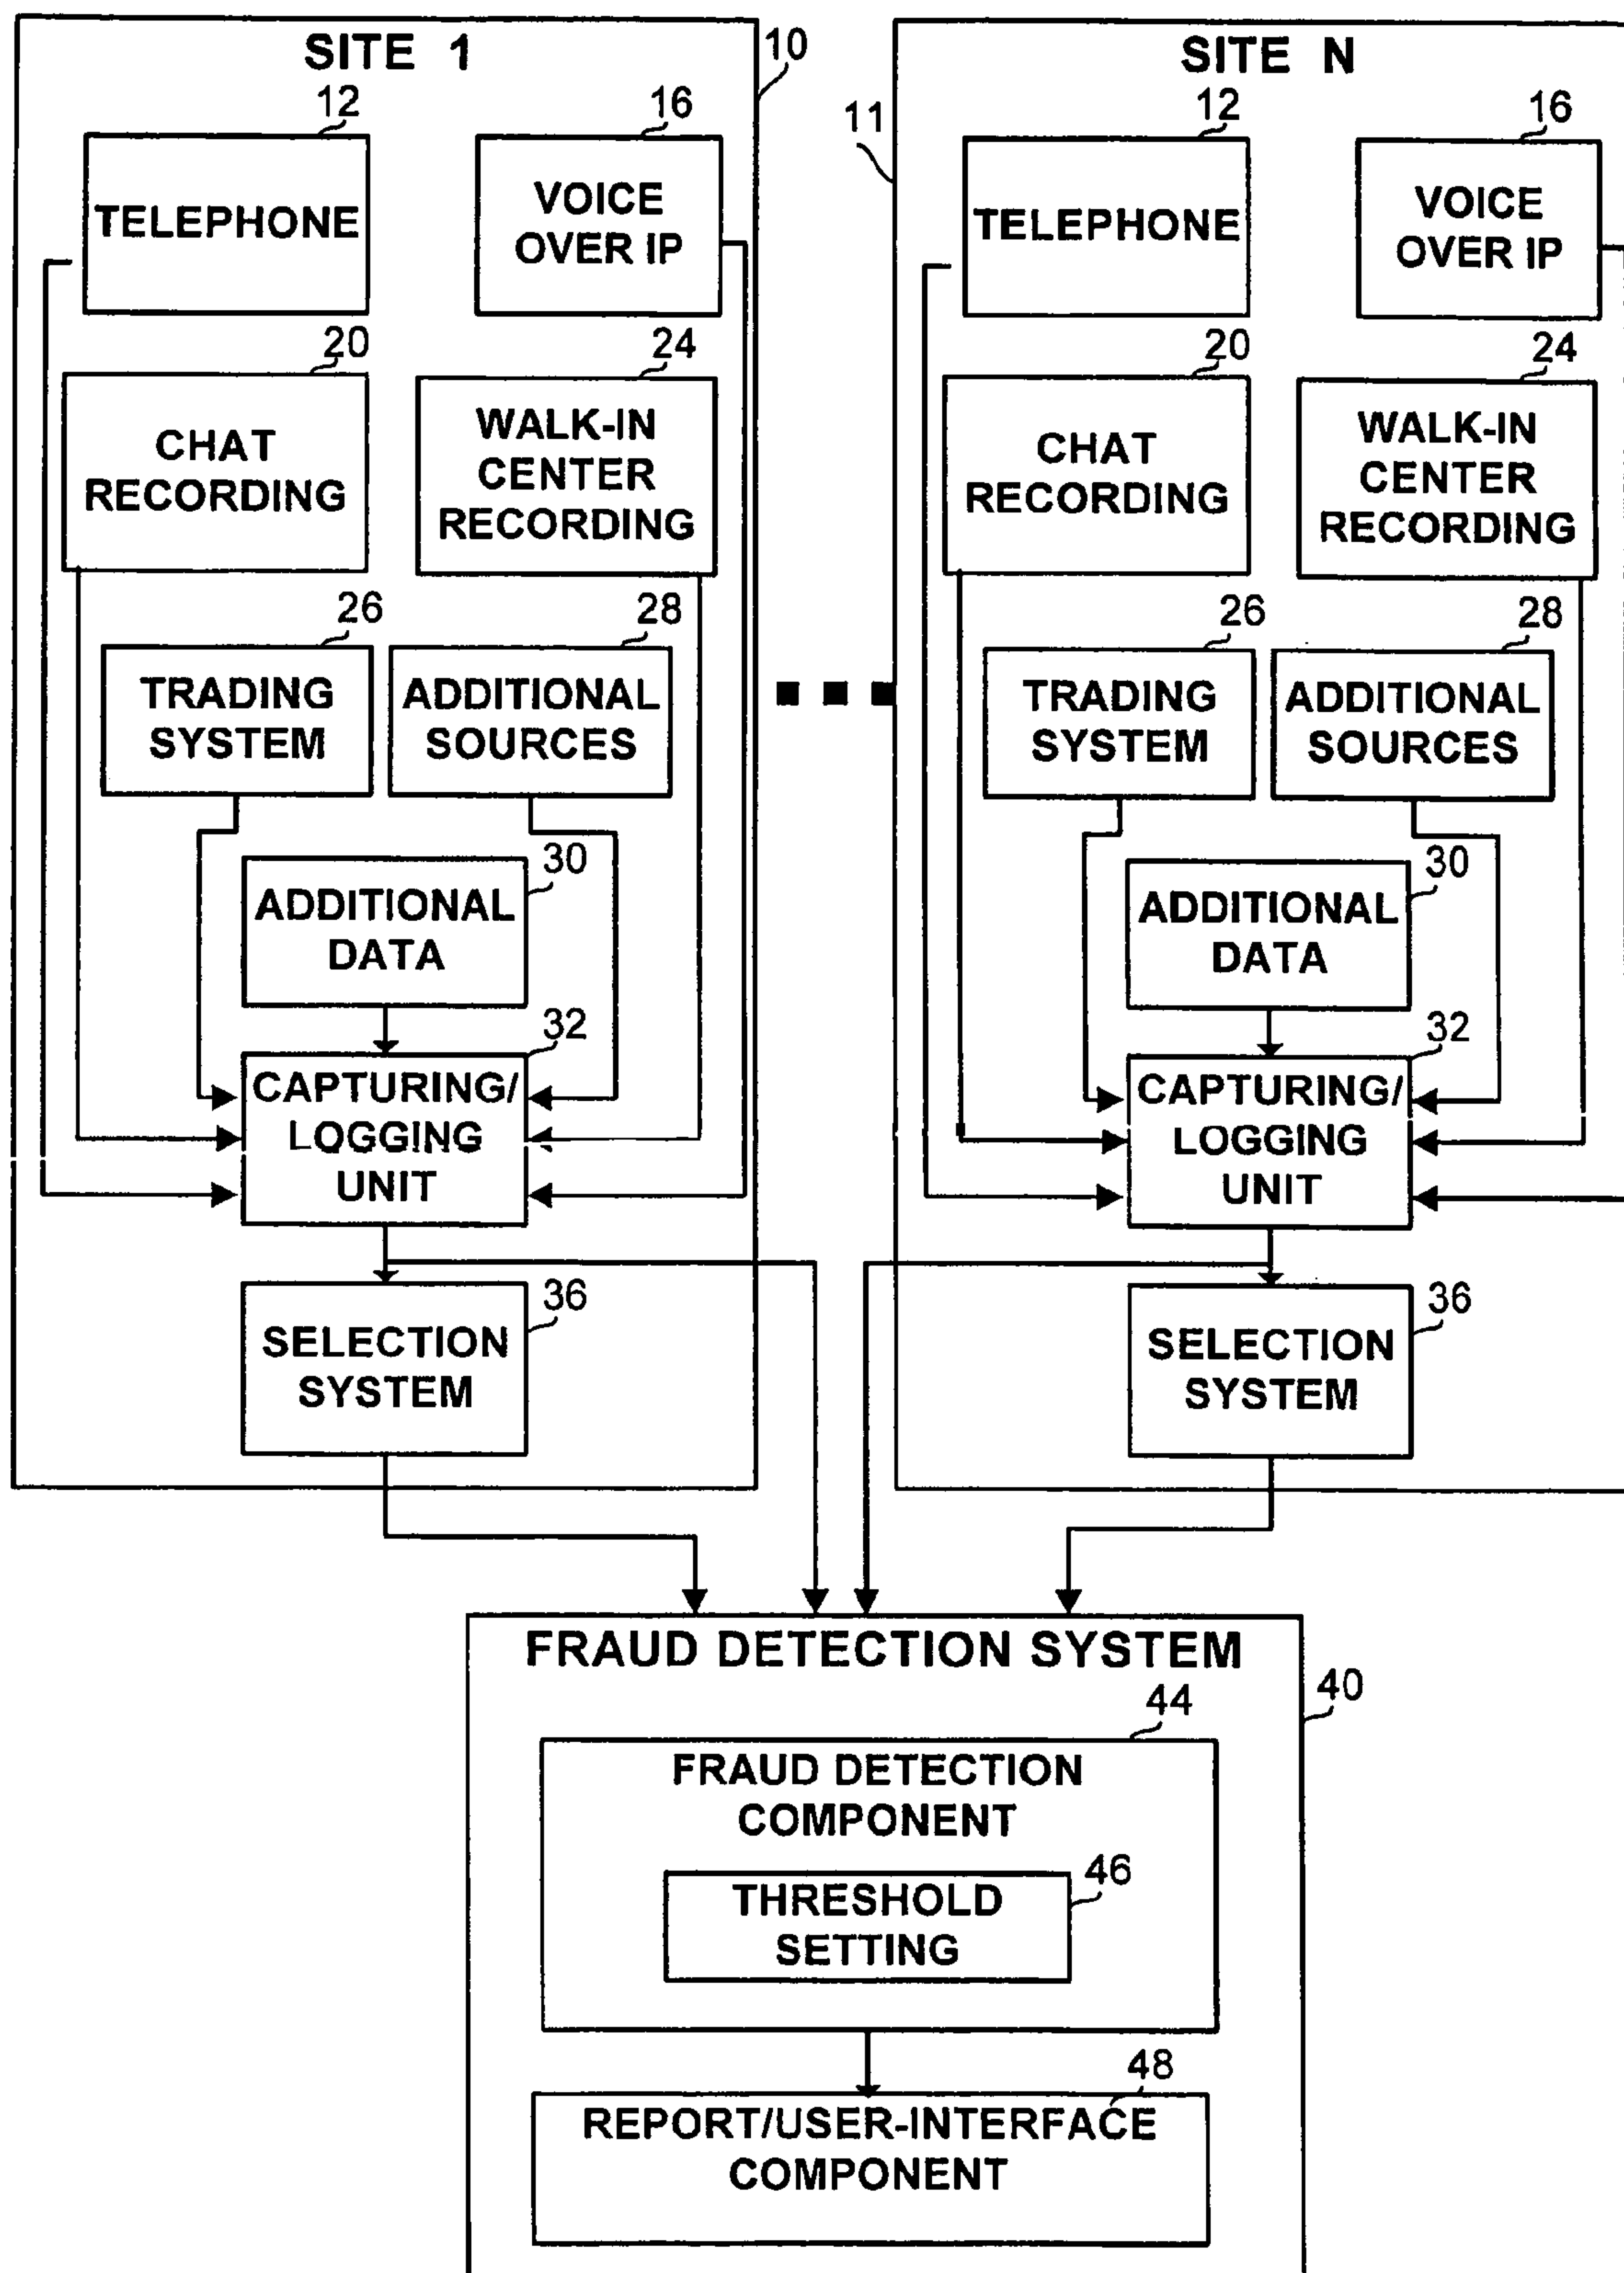 SITE 1
10
12
16
TELEPHONE
VOICE
OVER IP
20
24
CHAT
RECORDING
WALK-IN
CENTER
RECORDING
26
28
TRADING
SYSTEM
ADDITIONAL
SOURCES
30
ADDITIONAL
DATA
32
CAPTURING/
LOGGING
UNIT
36
SELECTION
SYSTEM
SITE N
11
12
16
TELEPHONE
VOICE
OVER IP
20
24
CHAT
RECORDING
WALK-IN
CENTER
RECORDING
26
28
TRADING
SYSTEM
ADDITIONAL
SOURCES
30
ADDITIONAL
DATA
32
CAPTURING/
LOGGING
UNIT
36
SELECTION
SYSTEM
FRAUD DETECTION SYSTEM
40
44
FRAUD DETECTION
COMPONENT
46
THRESHOLD
SETTING
48
REPORT/USER-INTERFACE
COMPONENT